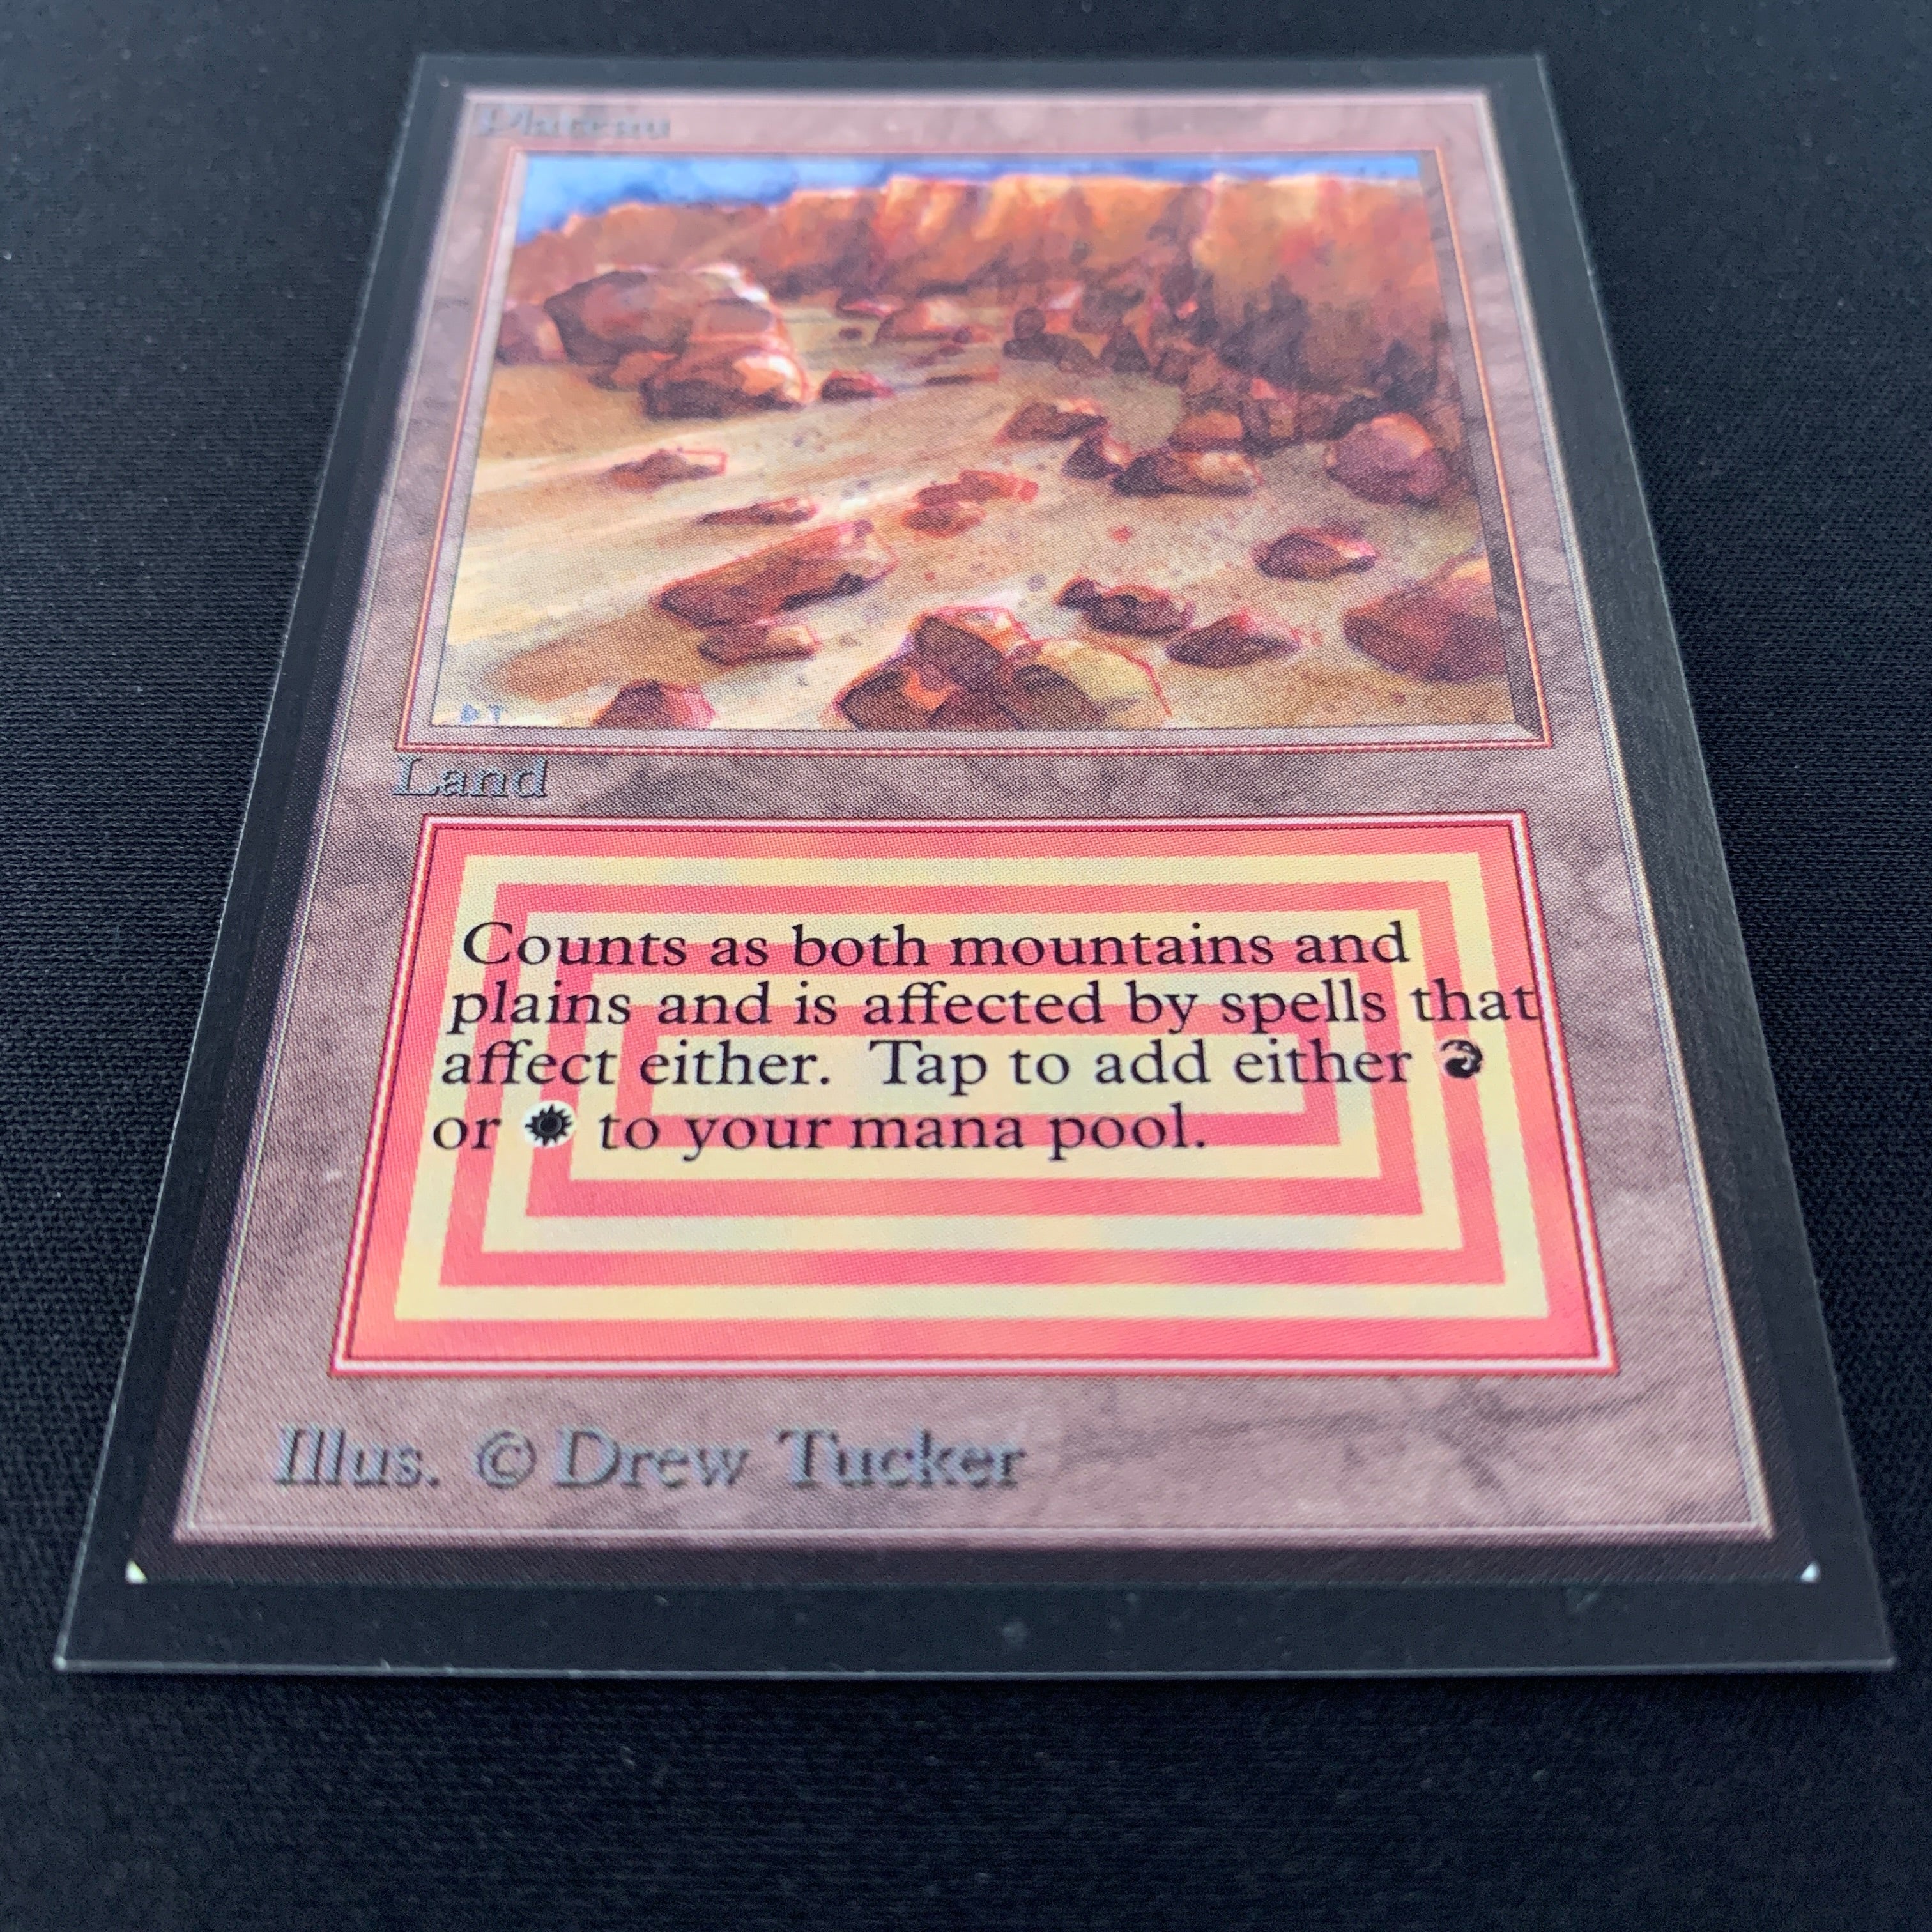 Plateau
D T
Land
Counts as both mountains and
plains and is affected by spells that
affect either. Tap to add either
or to your mana pool.
Illus. © Drew Tucker